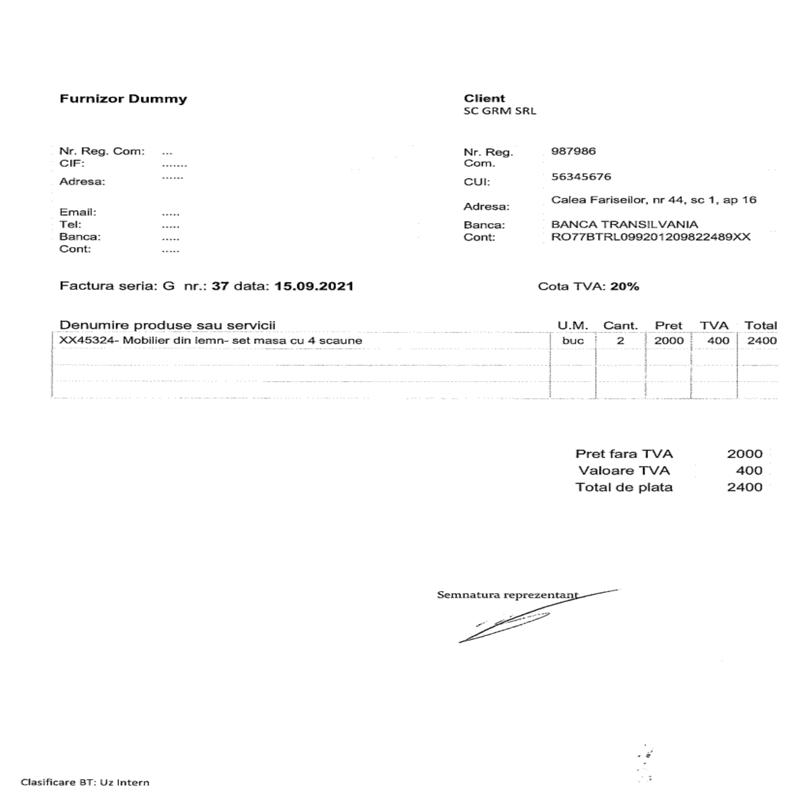 Furnizor Dummy
Client
SC GRM SRL
Nr. Reg. Com: ...
CIF: .......
Adresa: ......
Email: .....
Tel: .....
Banca: .....
Cont: .....
Nr. Reg. Com. 987986
CUI: 56345676
Adresa: Calea Fariseilor, nr 44, sc 1, ap 16
Banca: BANCA TRANSILVANIA
Cont: RO77BTRL099201209822489XX
Factura seria: G nr.: 37 data: 15.09.2021 Cota TVA: 20%
Denumire produse sau servicii U.M. Cant. Pret TVA Total
XX45324- Mobilier din lemn- set masa cu 4 scaune buc 2 2000 400 2400
Pret fara TVA 2000
Valoare TVA 400
Total de plata 2400
Semnatura reprezentant
Clasificare BT: Uz Intern